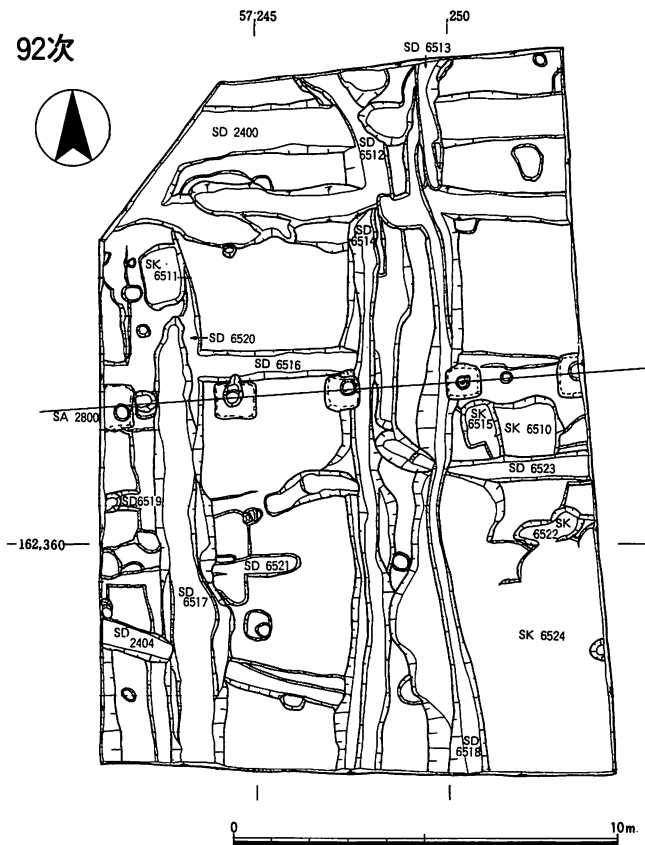 57,245
250
92次
SD 6513
SD 2400
SD
6512
SD
6514
SK
6511
SD 6520
SD 6516
SA 2800
SK
6515
SK 6510
SD 6523
SD6519
SK
6522
-162,360
SD 6521
SD
6517
SD
2404
SK 6524
SD
6518
0
10m.